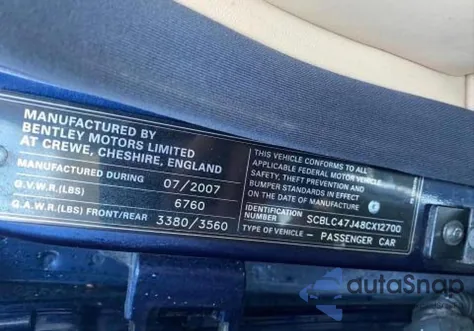 MANUFACTURED BY
BENTLEY MOTORS LIMITED
AT CREWE, CHESHIRE, ENGLAND
MANUFACTURED DURING 07/2007
G.V.W.R.(LBS) 6760
G.A.W.R.(LBS) FRONT/REAR 3380/3560
THIS VEHICLE CONFORMS TO ALL
APPLICABLE FEDERAL MOTOR VEHICLE
SAFETY, THEFT PREVENTION AND
BUMPER STANDARDS IN EFFECT
ON THE DATE OF MANUFACTURE
IDENTIFICATION NUMBER SCBLC47J48CX12700
TYPE OF VEHICLE - PASSENGER CAR
autoSnap